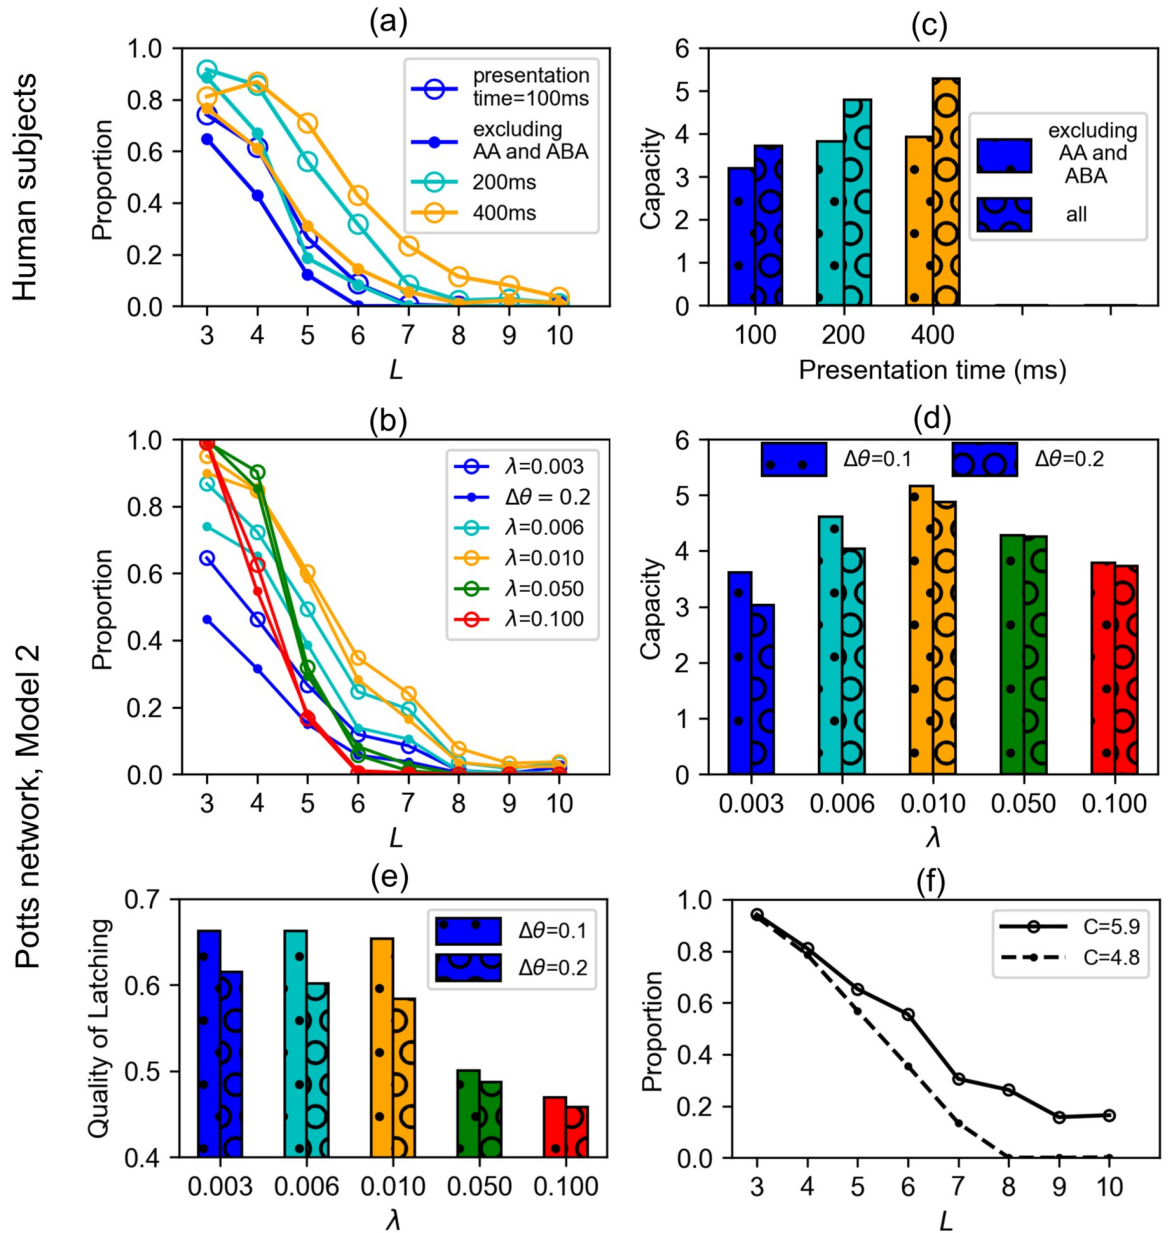 Human subjects
(a)
1.0
0.8
0.6
0.4
0.2
0.0
Proportion
presentation
time=100ms
excluding
AA and ABA
200ms
400ms
3 4 5 6 7 8 9 10
L
(c)
6
5
4
3
2
1
0
Capacity
excluding
AA and
ABA
all
100 200 400
Presentation time (ms)
Potts network, Model 2
(b)
1.0
0.8
0.6
0.4
0.2
0.0
Proportion
λ=0.003
Δθ = 0.2
λ=0.006
λ=0.010
λ=0.050
λ=0.100
3 4 5 6 7 8 9 10
L
(d)
6
5
4
3
2
1
0
Capacity
Δθ=0.1 Δθ=0.2
0.003 0.006 0.010 0.050 0.100
λ
(e)
0.7
0.6
0.5
0.4
Quality of Latching
Δθ=0.1
Δθ=0.2
0.003 0.006 0.010 0.050 0.100
λ
(f)
1.0
0.8
0.6
0.4
0.2
0.0
Proportion
C=5.9
C=4.8
3 4 5 6 7 8 9 10
L